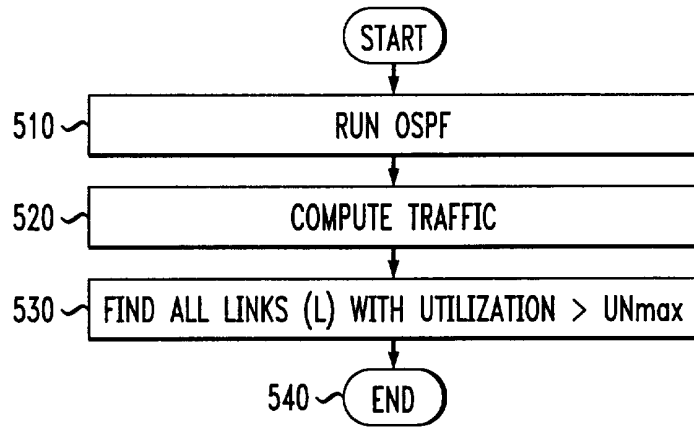 START
510 RUN OSPF
520 COMPUTE TRAFFIC
530 FIND ALL LINKS (L) WITH UTILIZATION > UNmax
540 END